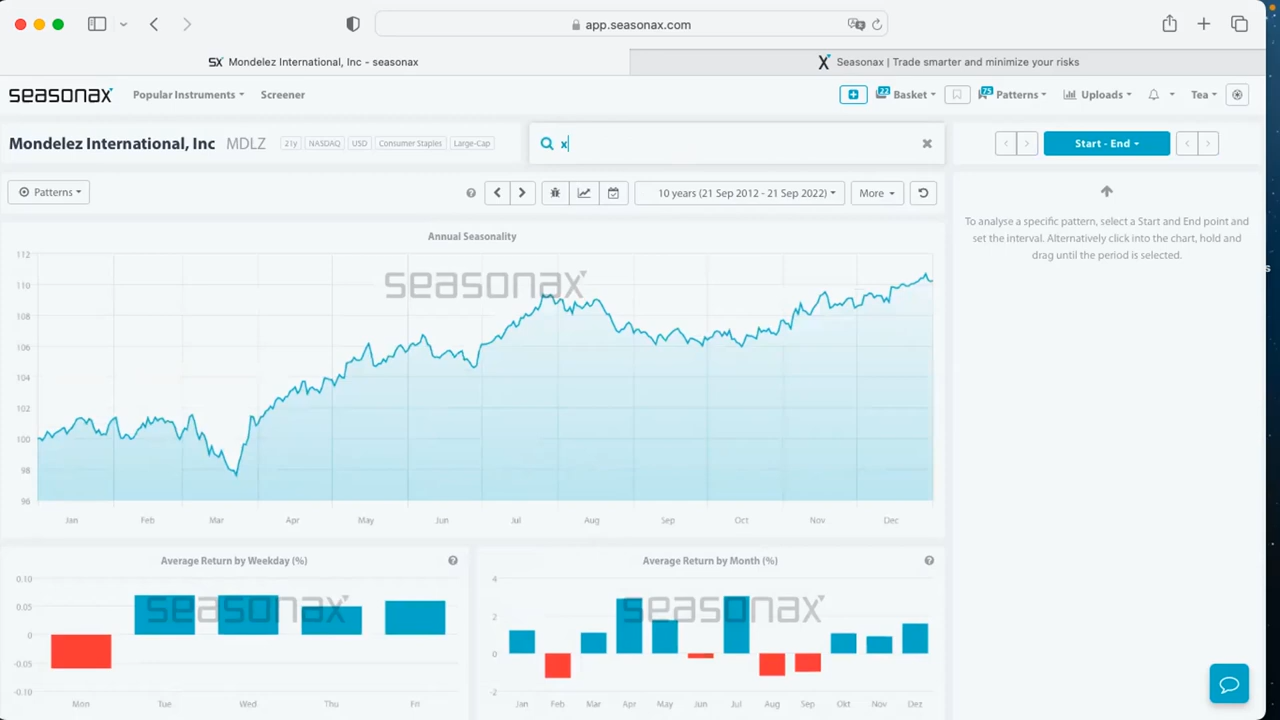 app.seasonax.com
SX Mondelez International, Inc - seasonax
Seasonax | Trade smarter and minimize your risks
seasonax Popular Instruments Screener 22 Basket 75 Patterns Uploads Tea
Mondelez International, Inc MDLZ 21y NASDAQ USD Consumer Staples Large-Cap
x
Start - End
Patterns
10 years (21 Sep 2012 - 21 Sep 2022) More
To analyse a specific pattern, select a Start and End point and
set the interval. Alternatively click into the chart, hold and
drag until the period is selected.
Annual Seasonality
seasonax
112
110
108
106
104
102
100
98
96
Jan Feb Mar Apr May Jun Jul Aug Sep Oct Nov Dec
Average Return by Weekday (%)
seasonax
0.10
0.05
0
-0.05
-0.10
Mon Tue Wed Thu Fri
Average Return by Month (%)
seasonax
4
2
0
-2
Jan Feb Mar Apr May Jun Jul Aug Sep Okt Nov Dez